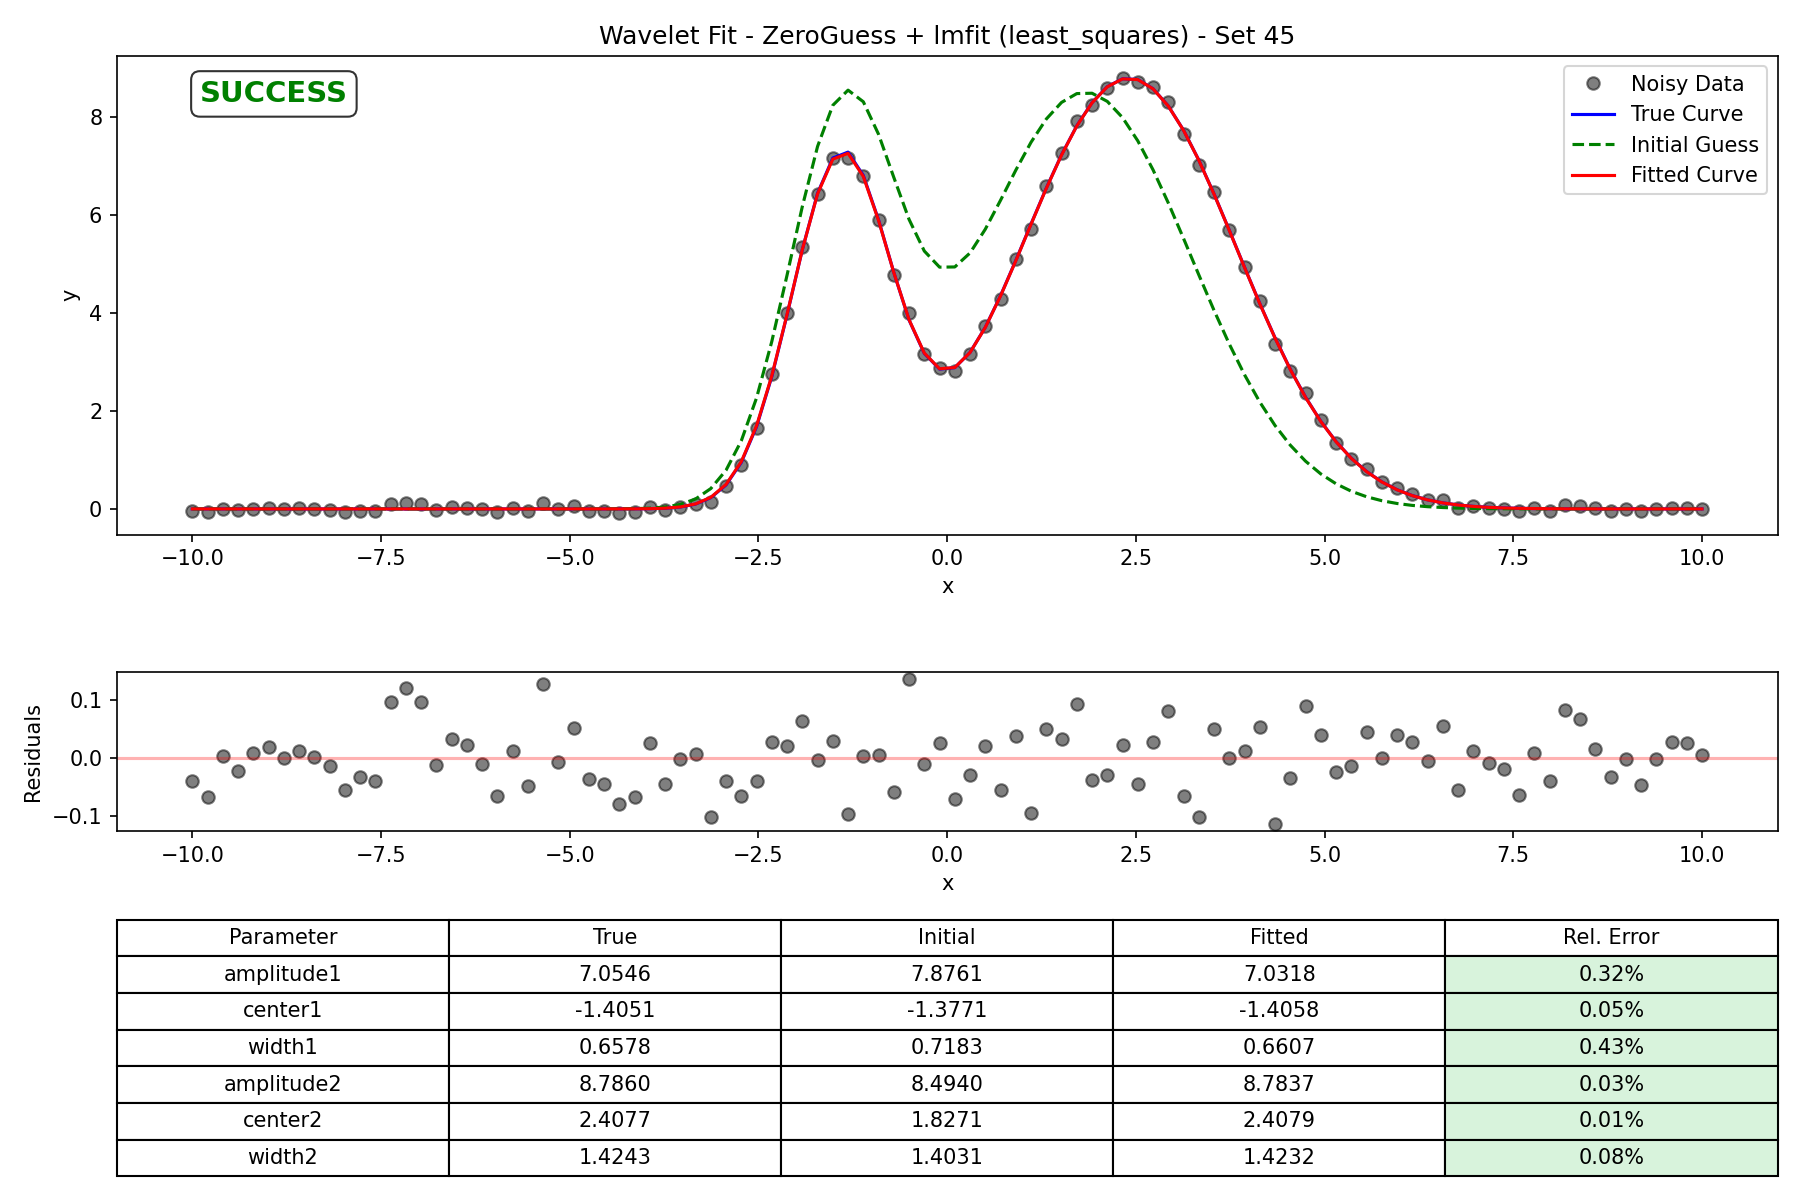 Wavelet Fit - ZeroGuess + lmfit (least_squares) - Set 45
SUCCESS
Noisy Data
True Curve
Initial Guess
Fitted Curve
y
8
6
4
2
0
−10.0 −7.5 −5.0 −2.5 0.0 2.5 5.0 7.5 10.0
x
Residuals
0.1
0.0
−0.1
−10.0 −7.5 −5.0 −2.5 0.0 2.5 5.0 7.5 10.0
x
Parameter True Initial Fitted Rel. Error
amplitude1 7.0546 7.8761 7.0318 0.32%
center1 -1.4051 -1.3771 -1.4058 0.05%
width1 0.6578 0.7183 0.6607 0.43%
amplitude2 8.7860 8.4940 8.7837 0.03%
center2 2.4077 1.8271 2.4079 0.01%
width2 1.4243 1.4031 1.4232 0.08%